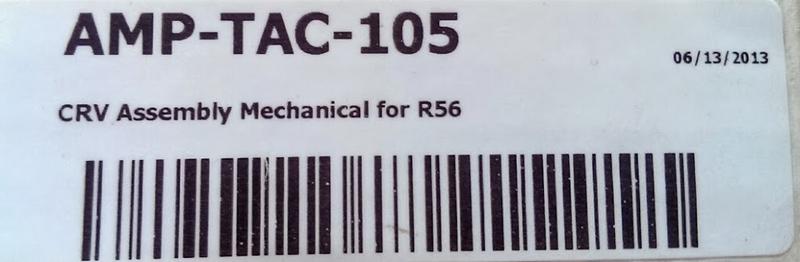 AMP-TAC-105
06/13/2013
CRV Assembly Mechanical for R56